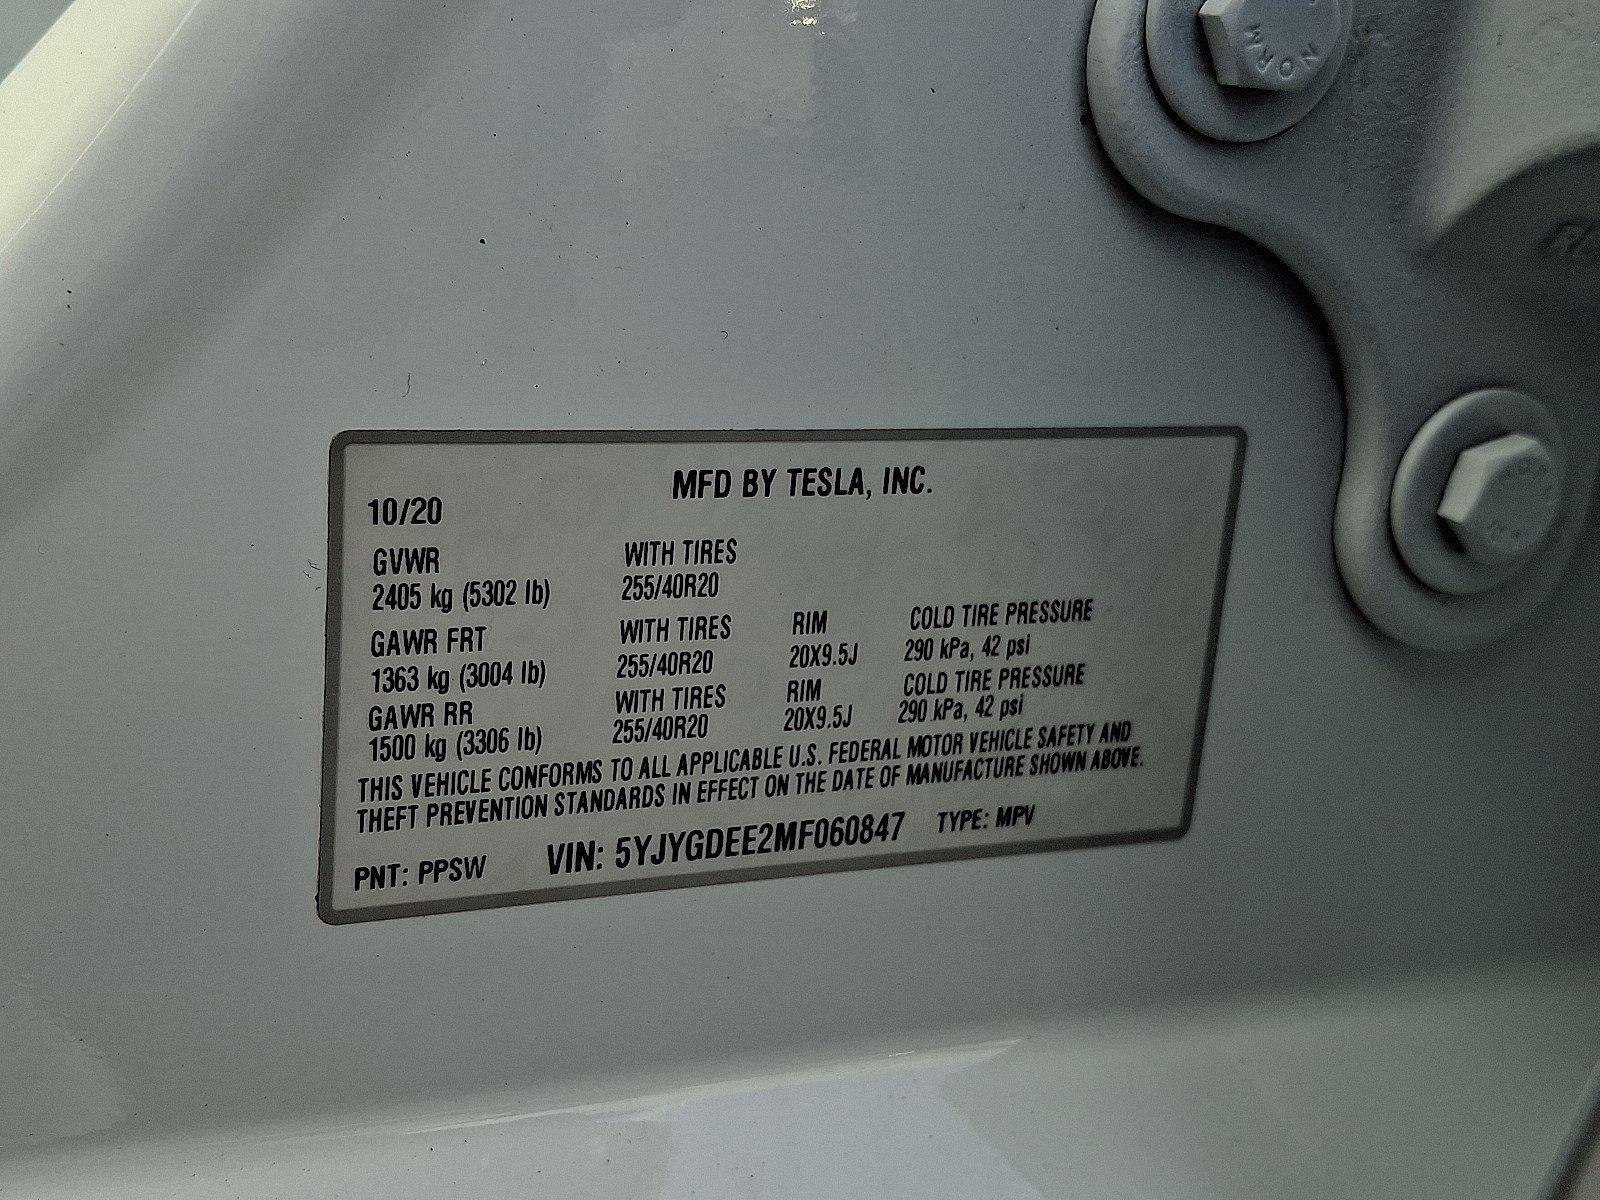 MFD BY TESLA, INC.
10/20
GVWR WITH TIRES
2405 kg (5302 lb) 255/40R20
GAWR FRT WITH TIRES RIM COLD TIRE PRESSURE
1363 kg (3004 lb) 255/40R20 20X9.5J 290 kPa, 42 psi
GAWR RR WITH TIRES RIM COLD TIRE PRESSURE
1500 kg (3306 lb) 255/40R20 20X9.5J 290 kPa, 42 psi
THIS VEHICLE CONFORMS TO ALL APPLICABLE U.S. FEDERAL MOTOR VEHICLE SAFETY AND
THEFT PREVENTION STANDARDS IN EFFECT ON THE DATE OF MANUFACTURE SHOWN ABOVE.
PNT: PPSW VIN: 5YJYGDEE2MF060847 TYPE: MPV